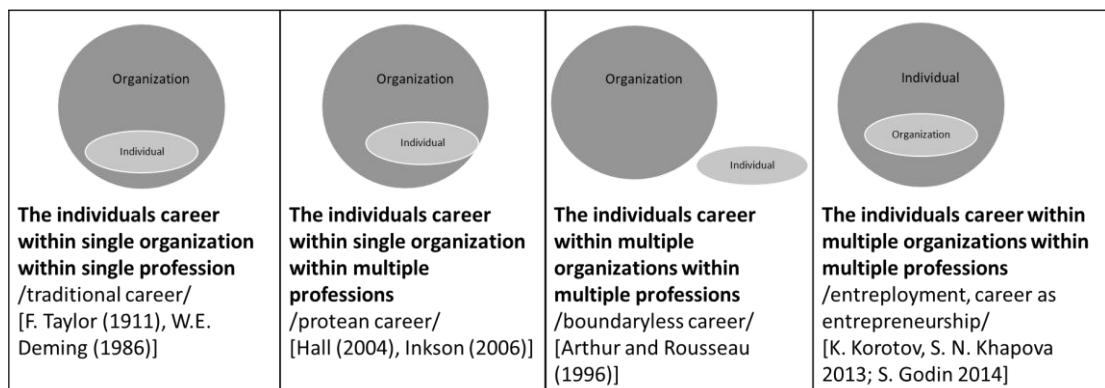 Organization
Individual
The individuals career
within single organization
within single profession
/traditional career/
[F. Taylor (1911), W.E.
Deming (1986)]
Organization
Individual
The individuals career
within single organization
within multiple
professions
/protean career/
[Hall (2004), Inkson (2006)]
Organization
Individual
The individuals career
within multiple
organizations within
multiple professions
/boundaryless career/
[Arthur and Rousseau
(1996)]
Individual
Organization
The individuals career within
multiple organizations within
multiple professions
/entreployment, career as
entrepreneurship/
[K. Korotov, S. N. Khapova
2013; S. Godin 2014]